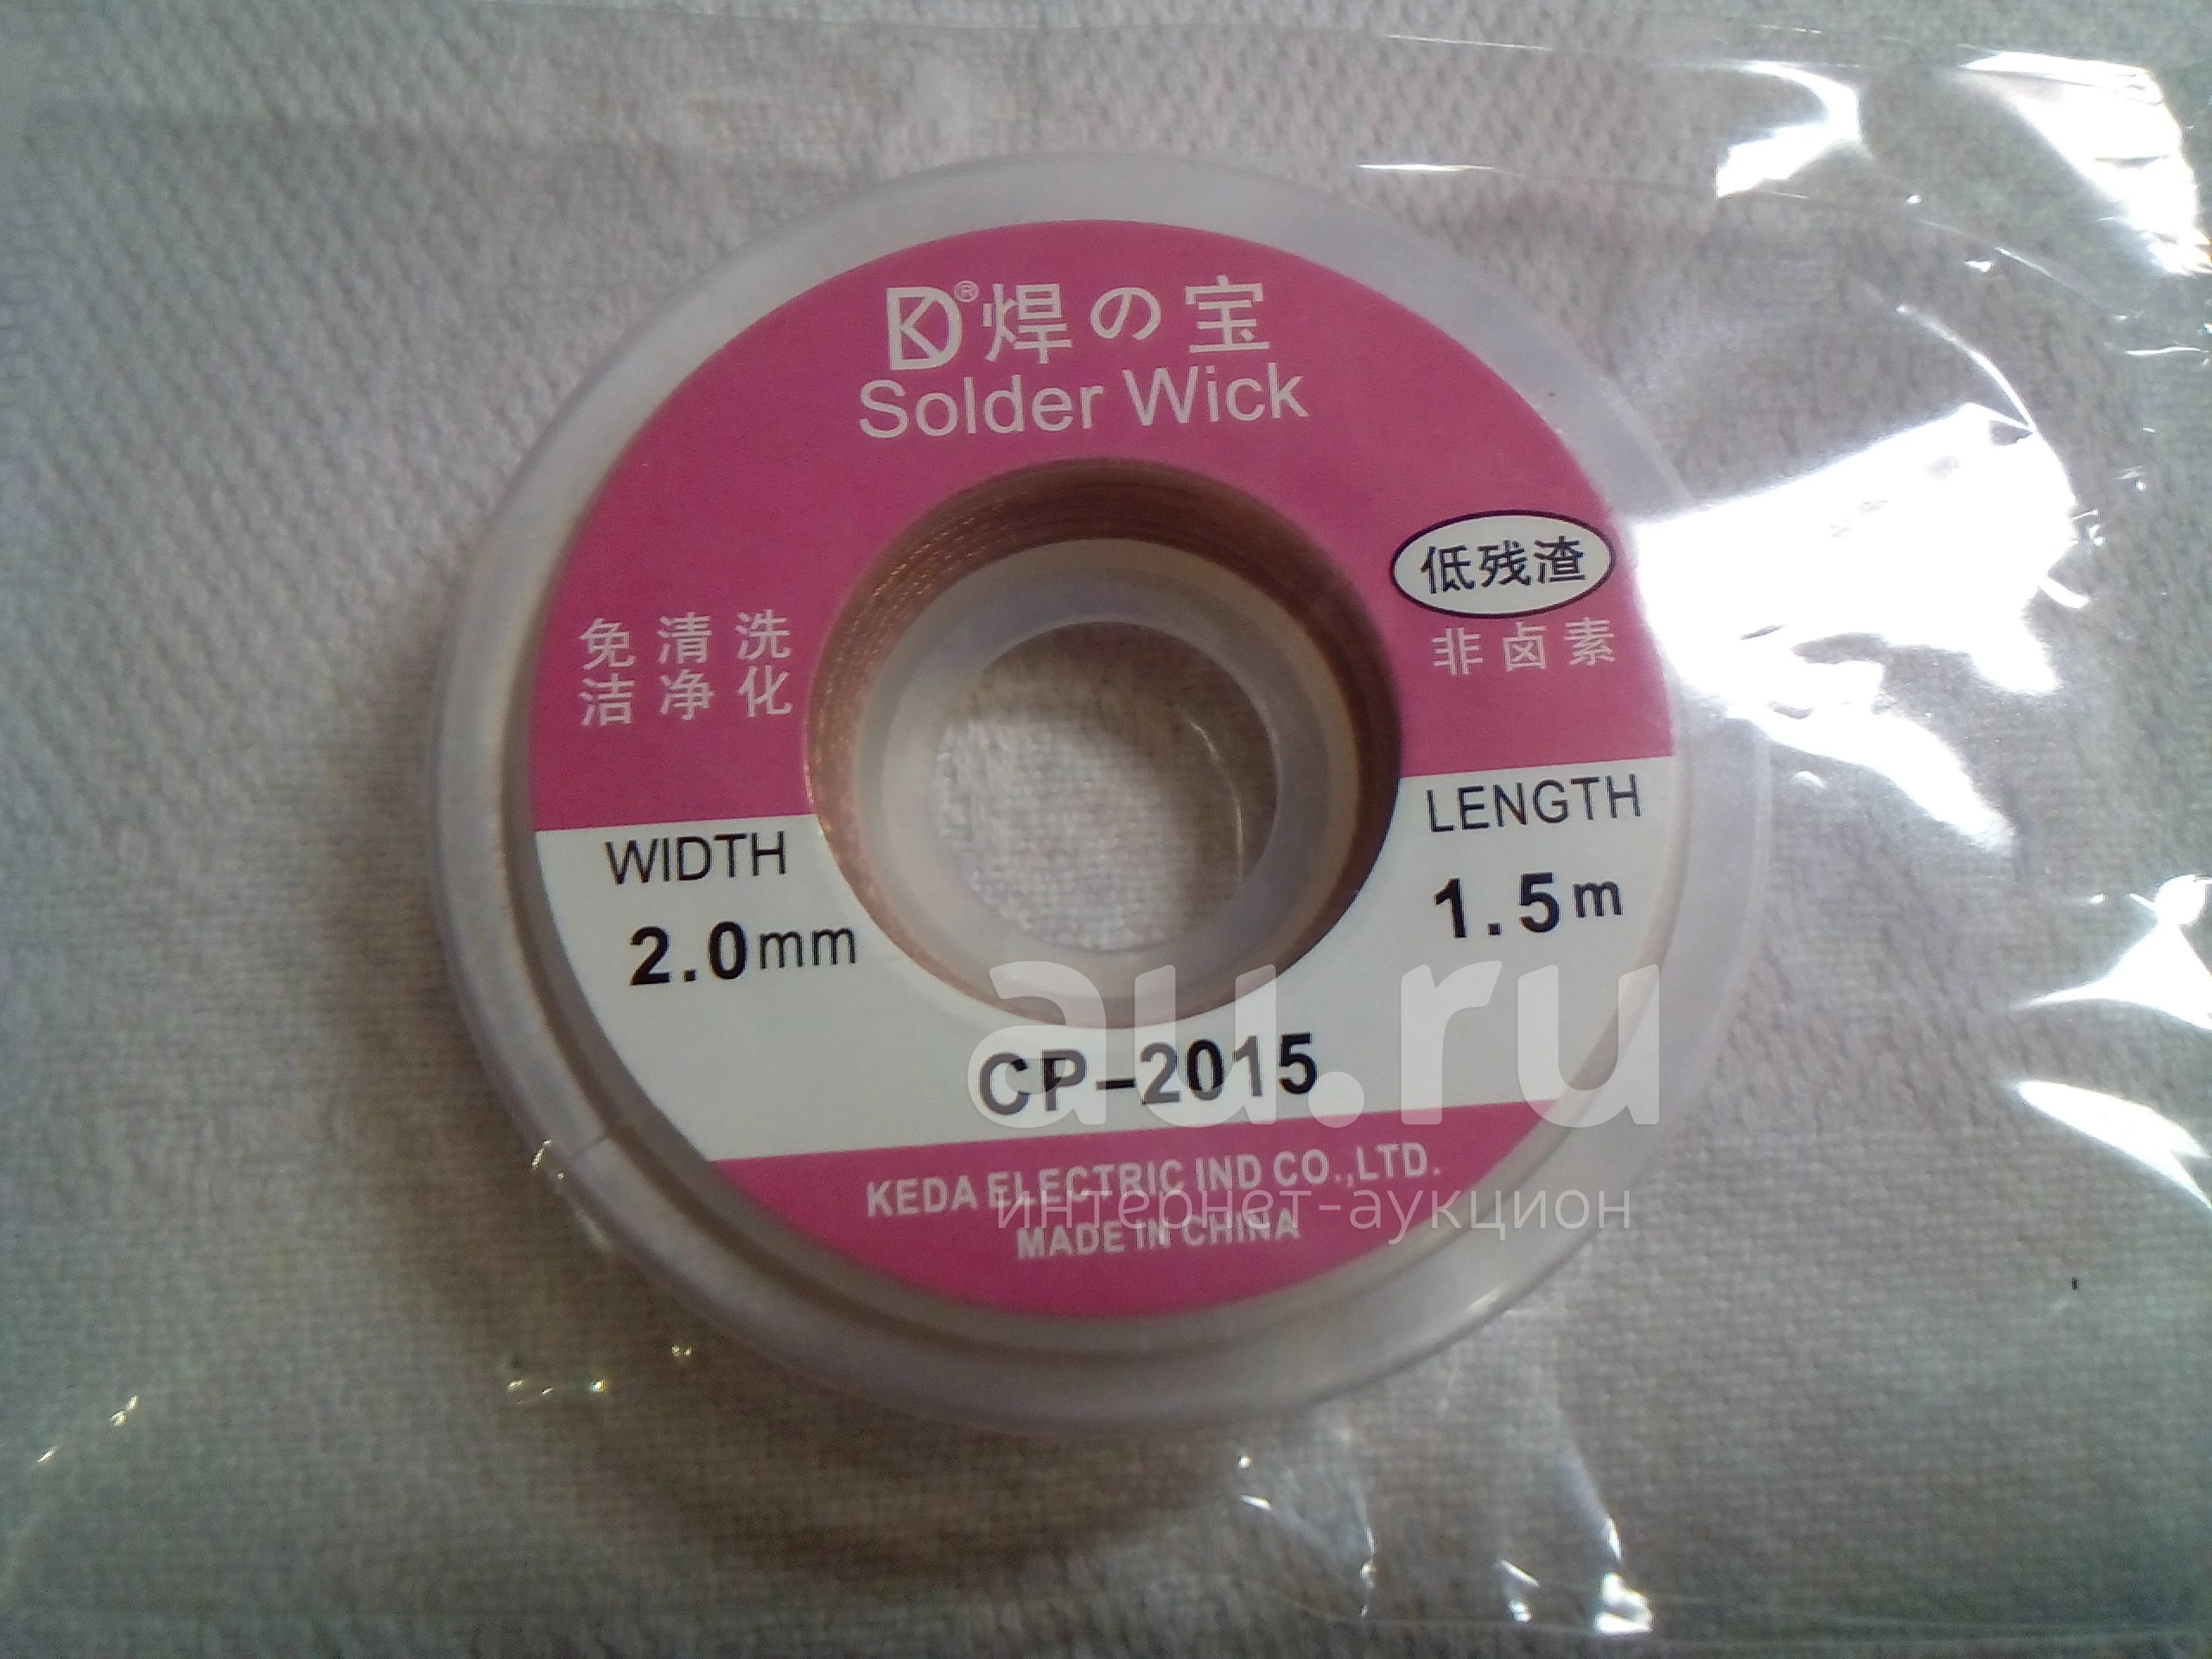 KD® 焊の宝
Solder Wick
低残渣
非卤素
免清洗
洁净化
WIDTH
2.0mm
LENGTH
1.5m
CP-2015
KEDA ELECTRIC IND CO.,LTD.
MADE IN CHINA
au.ru
интернет-аукцион